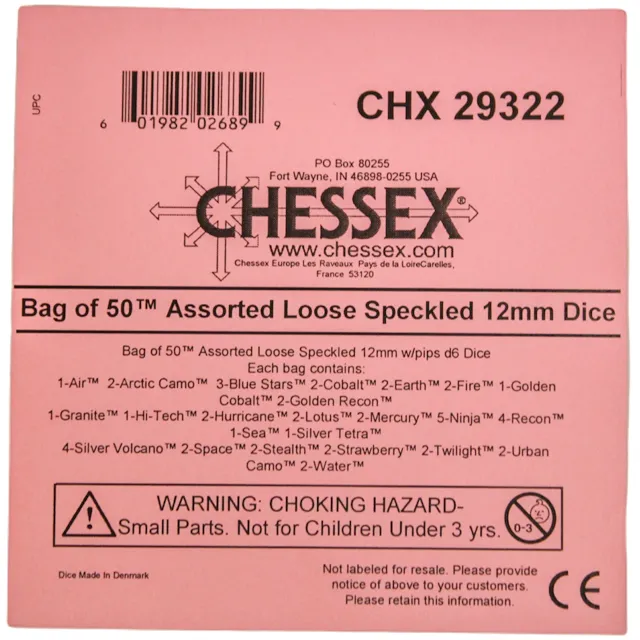 UPC
6 01982 02689 9
CHX 29322
PO Box 80255
Fort Wayne, IN 46898-0255 USA
CHESSEX®
www.chessex.com
Chessex Europe Les Raveaux Pays de la LoireCarelles,
France 53120
Bag of 50™ Assorted Loose Speckled 12mm Dice
Bag of 50™ Assorted Loose Speckled 12mm w/pips d6 Dice
Each bag contains:
1-Air™ 2-Arctic Camo™ 3-Blue Stars™ 2-Cobalt™ 2-Earth™ 2-Fire™ 1-Golden
Cobalt™ 2-Golden Recon™
1-Granite™ 1-Hi-Tech™ 2-Hurricane™ 2-Lotus™ 2-Mercury™ 5-Ninja™ 4-Recon™
1-Sea™ 1-Silver Tetra™
4-Silver Volcano™ 2-Space™ 2-Stealth™ 2-Strawberry™ 2-Twilight™ 2-Urban
Camo™ 2-Water™
WARNING: CHOKING HAZARD-
Small Parts. Not for Children Under 3 yrs.
0-3
Dice Made In Denmark
Not labeled for resale. Please provide
notice of above to your customers.
Please retain this information.
CE